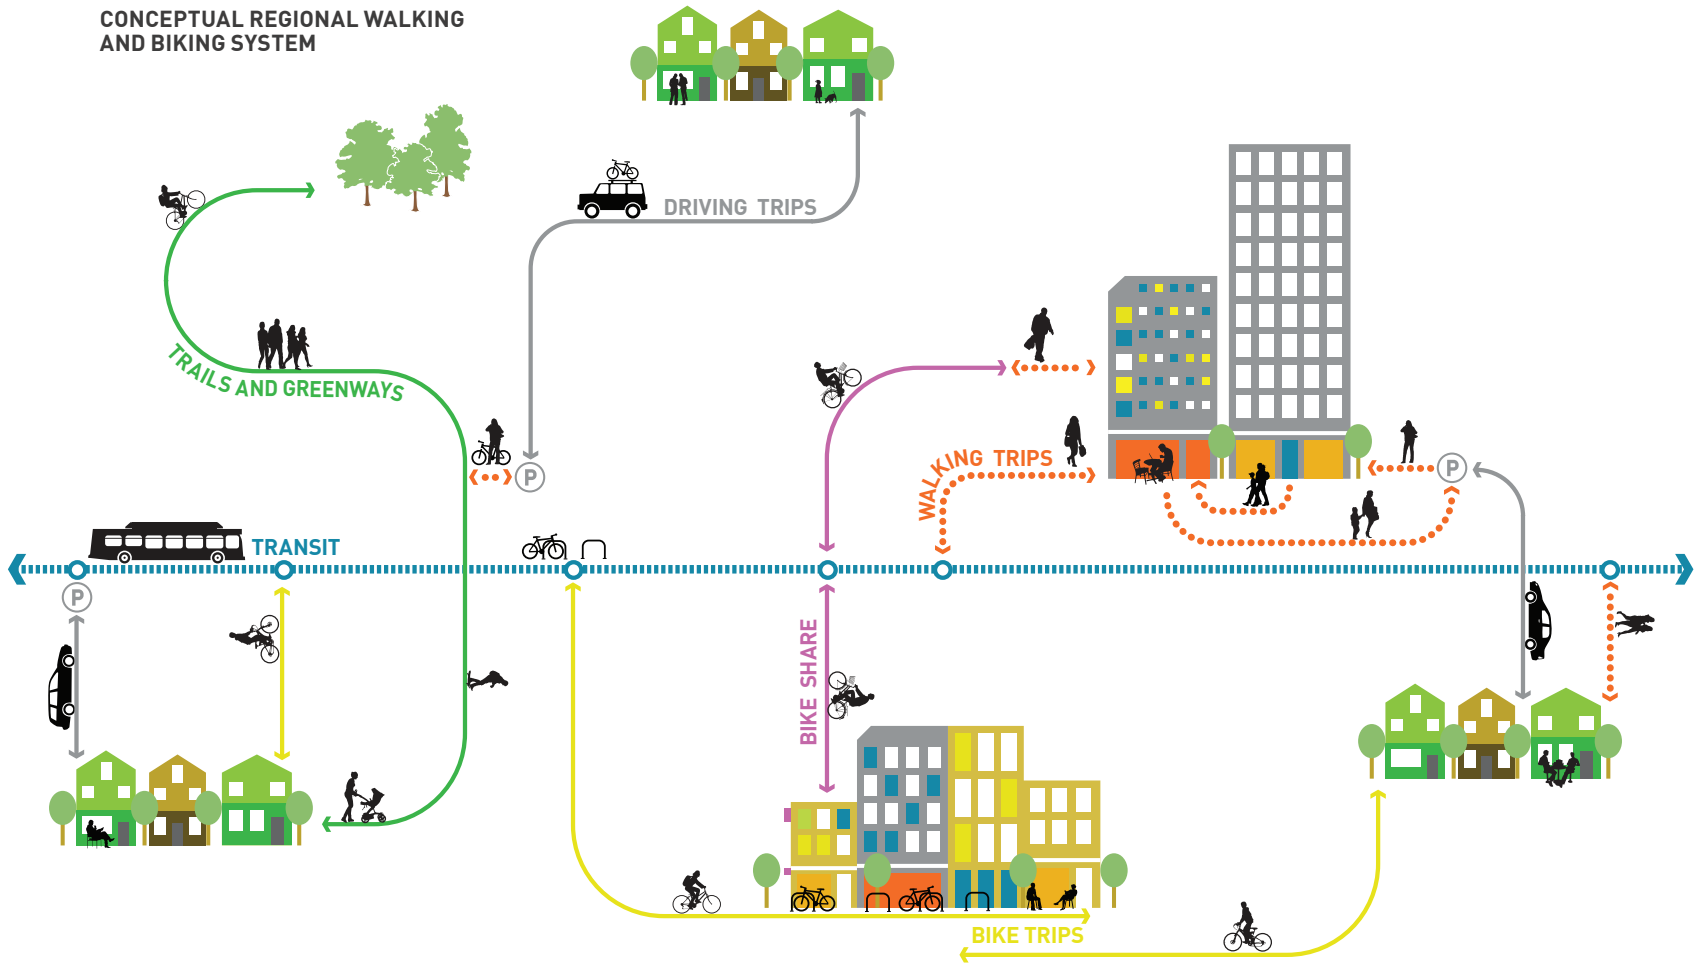 CONCEPTUAL REGIONAL WALKING
AND BIKING SYSTEM
DRIVING TRIPS
TRAILS AND GREENWAYS
WALKING TRIPS
P
P
TRANSIT
P
BIKE SHARE
BIKE TRIPS